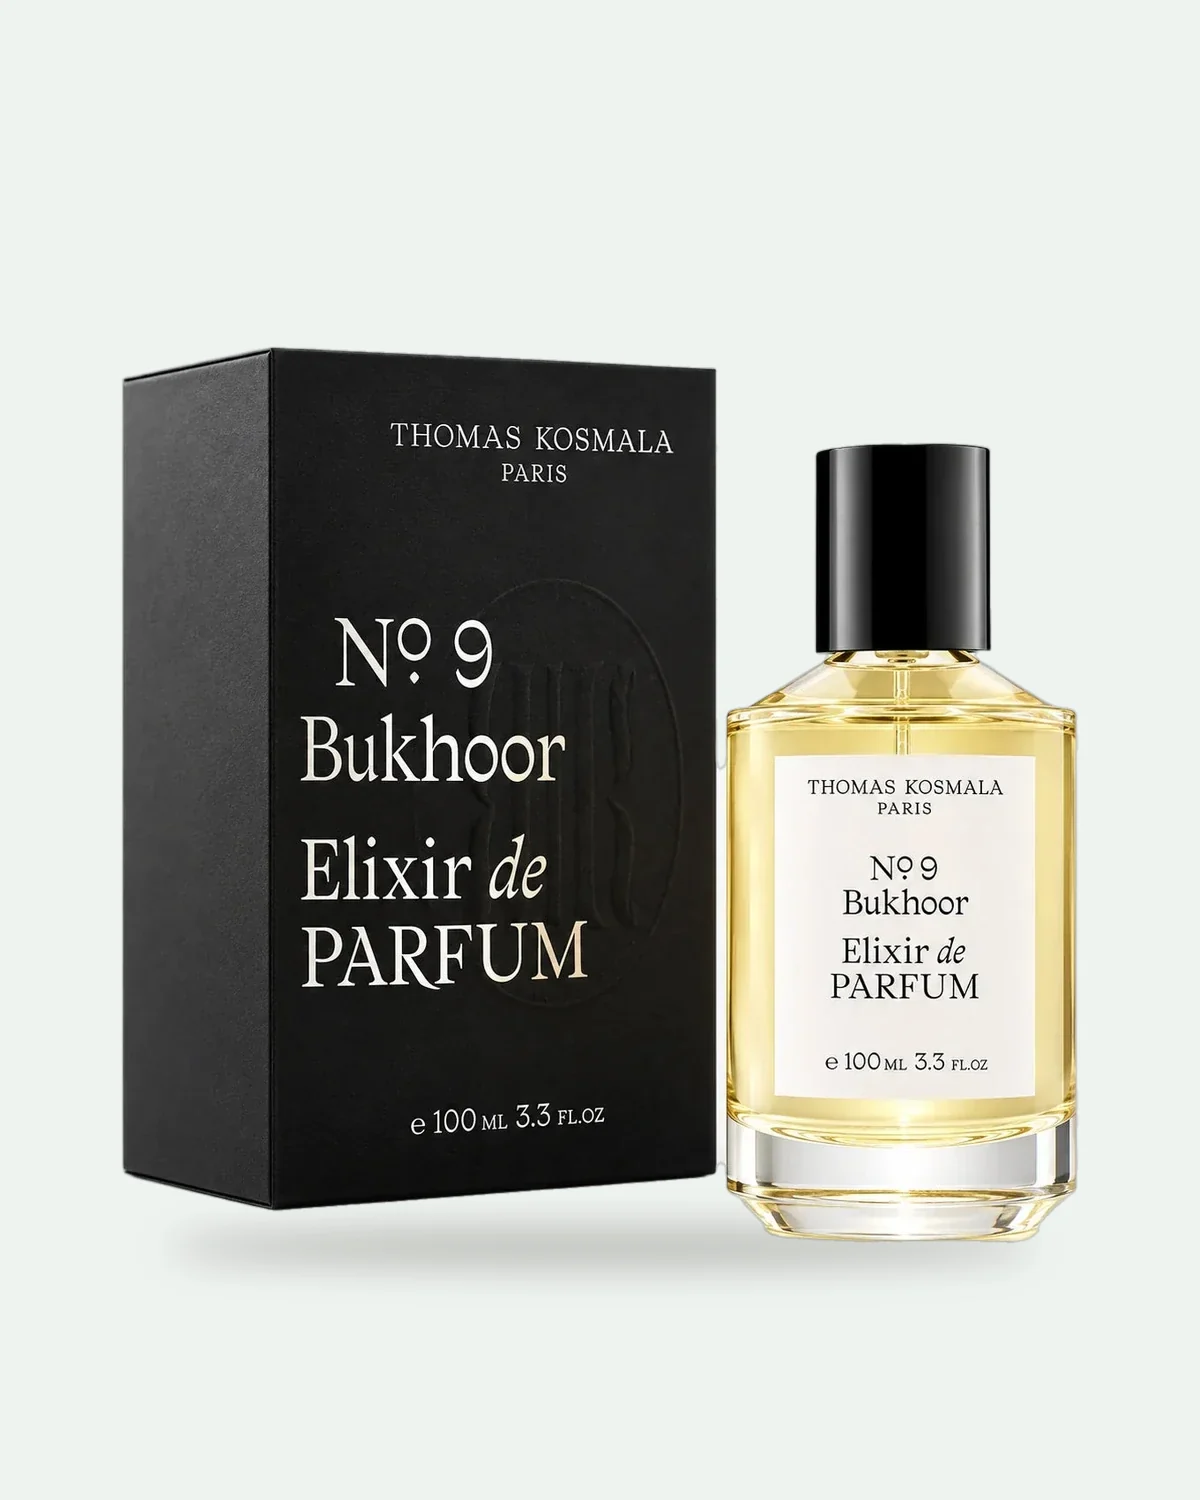 THOMAS KOSMALA
PARIS
Nº 9
Bukhoor
Elixir de
PARFUM
e 100 ML 3.3 FL.OZ
THOMAS KOSMALA
PARIS
Nº 9
Bukhoor
Elixir de
PARFUM
e 100 ML 3.3 FL.OZ